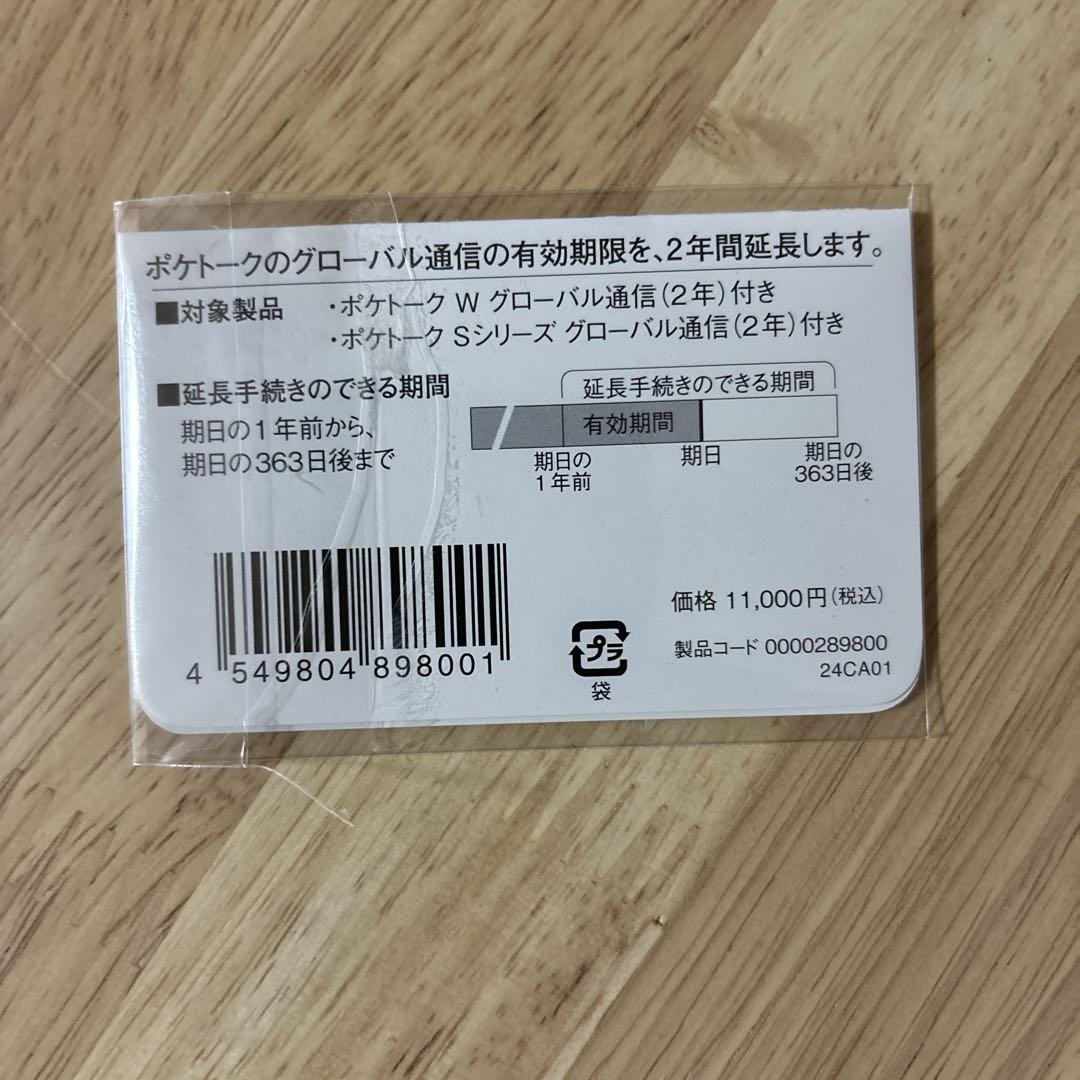 ポケトークのグローバル通信の有効期限を、2年間延長します。
■対象製品 ・ポケトーク W グローバル通信(2年)付き
・ポケトーク Sシリーズ グローバル通信(2年)付き
■延長手続きのできる期間
期日の1年前から、
期日の363日後まで
延長手続きのできる期間
有効期間
期日の
1年前
期日
期日の
363日後
価格 11,000円(税込)
製品コード 0000289800
24CA01
4 549804 898001
プラ
袋